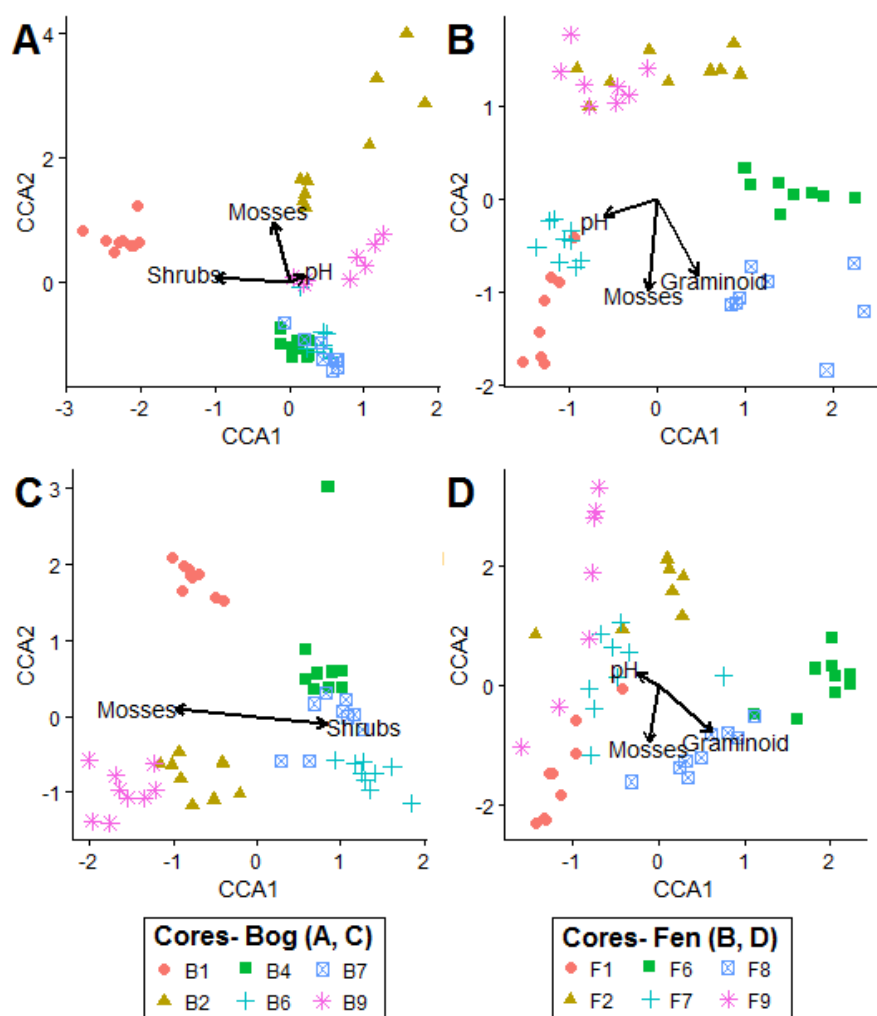 A
B
4
2
0
CCA2
Mosses
Shrubs
pH
-3
-2
-1
0
1
2
CCA1
1
0
-1
-2
CCA2
pH
Graminoid
Mosses
-1
0
1
2
CCA1
C
D
3
2
1
0
-1
CCA2
Mosses
Shrubs
-2
-1
0
1
2
CCA1
2
0
-2
CCA2
pH
Graminoid
Mosses
-1
0
1
2
CCA1
Cores- Bog (A, C)
B1 B4 B7
B2 B6 B9
Cores- Fen (B, D)
F1 F6 F8
F2 F7 F9